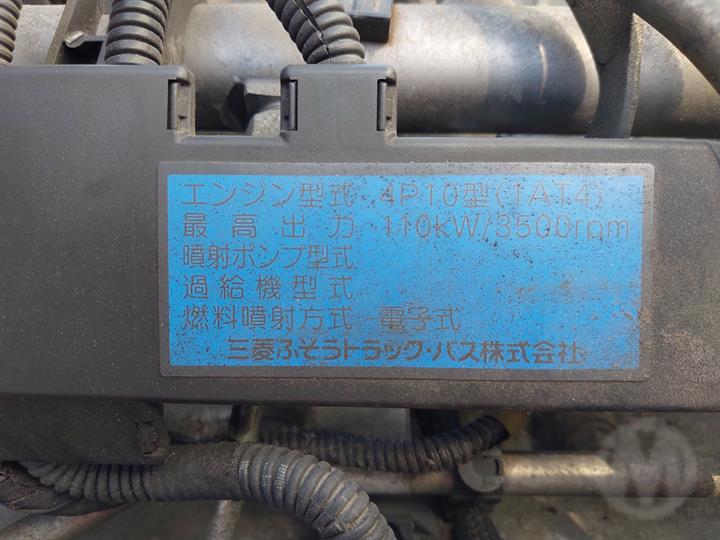 エンジン型式 4P10型(1AT4)
最高出力 110kW/3500rpm
噴射ポンプ型式
過給機型式
燃料噴射方式 電子式
三菱ふそうトラック・バス株式会社
M